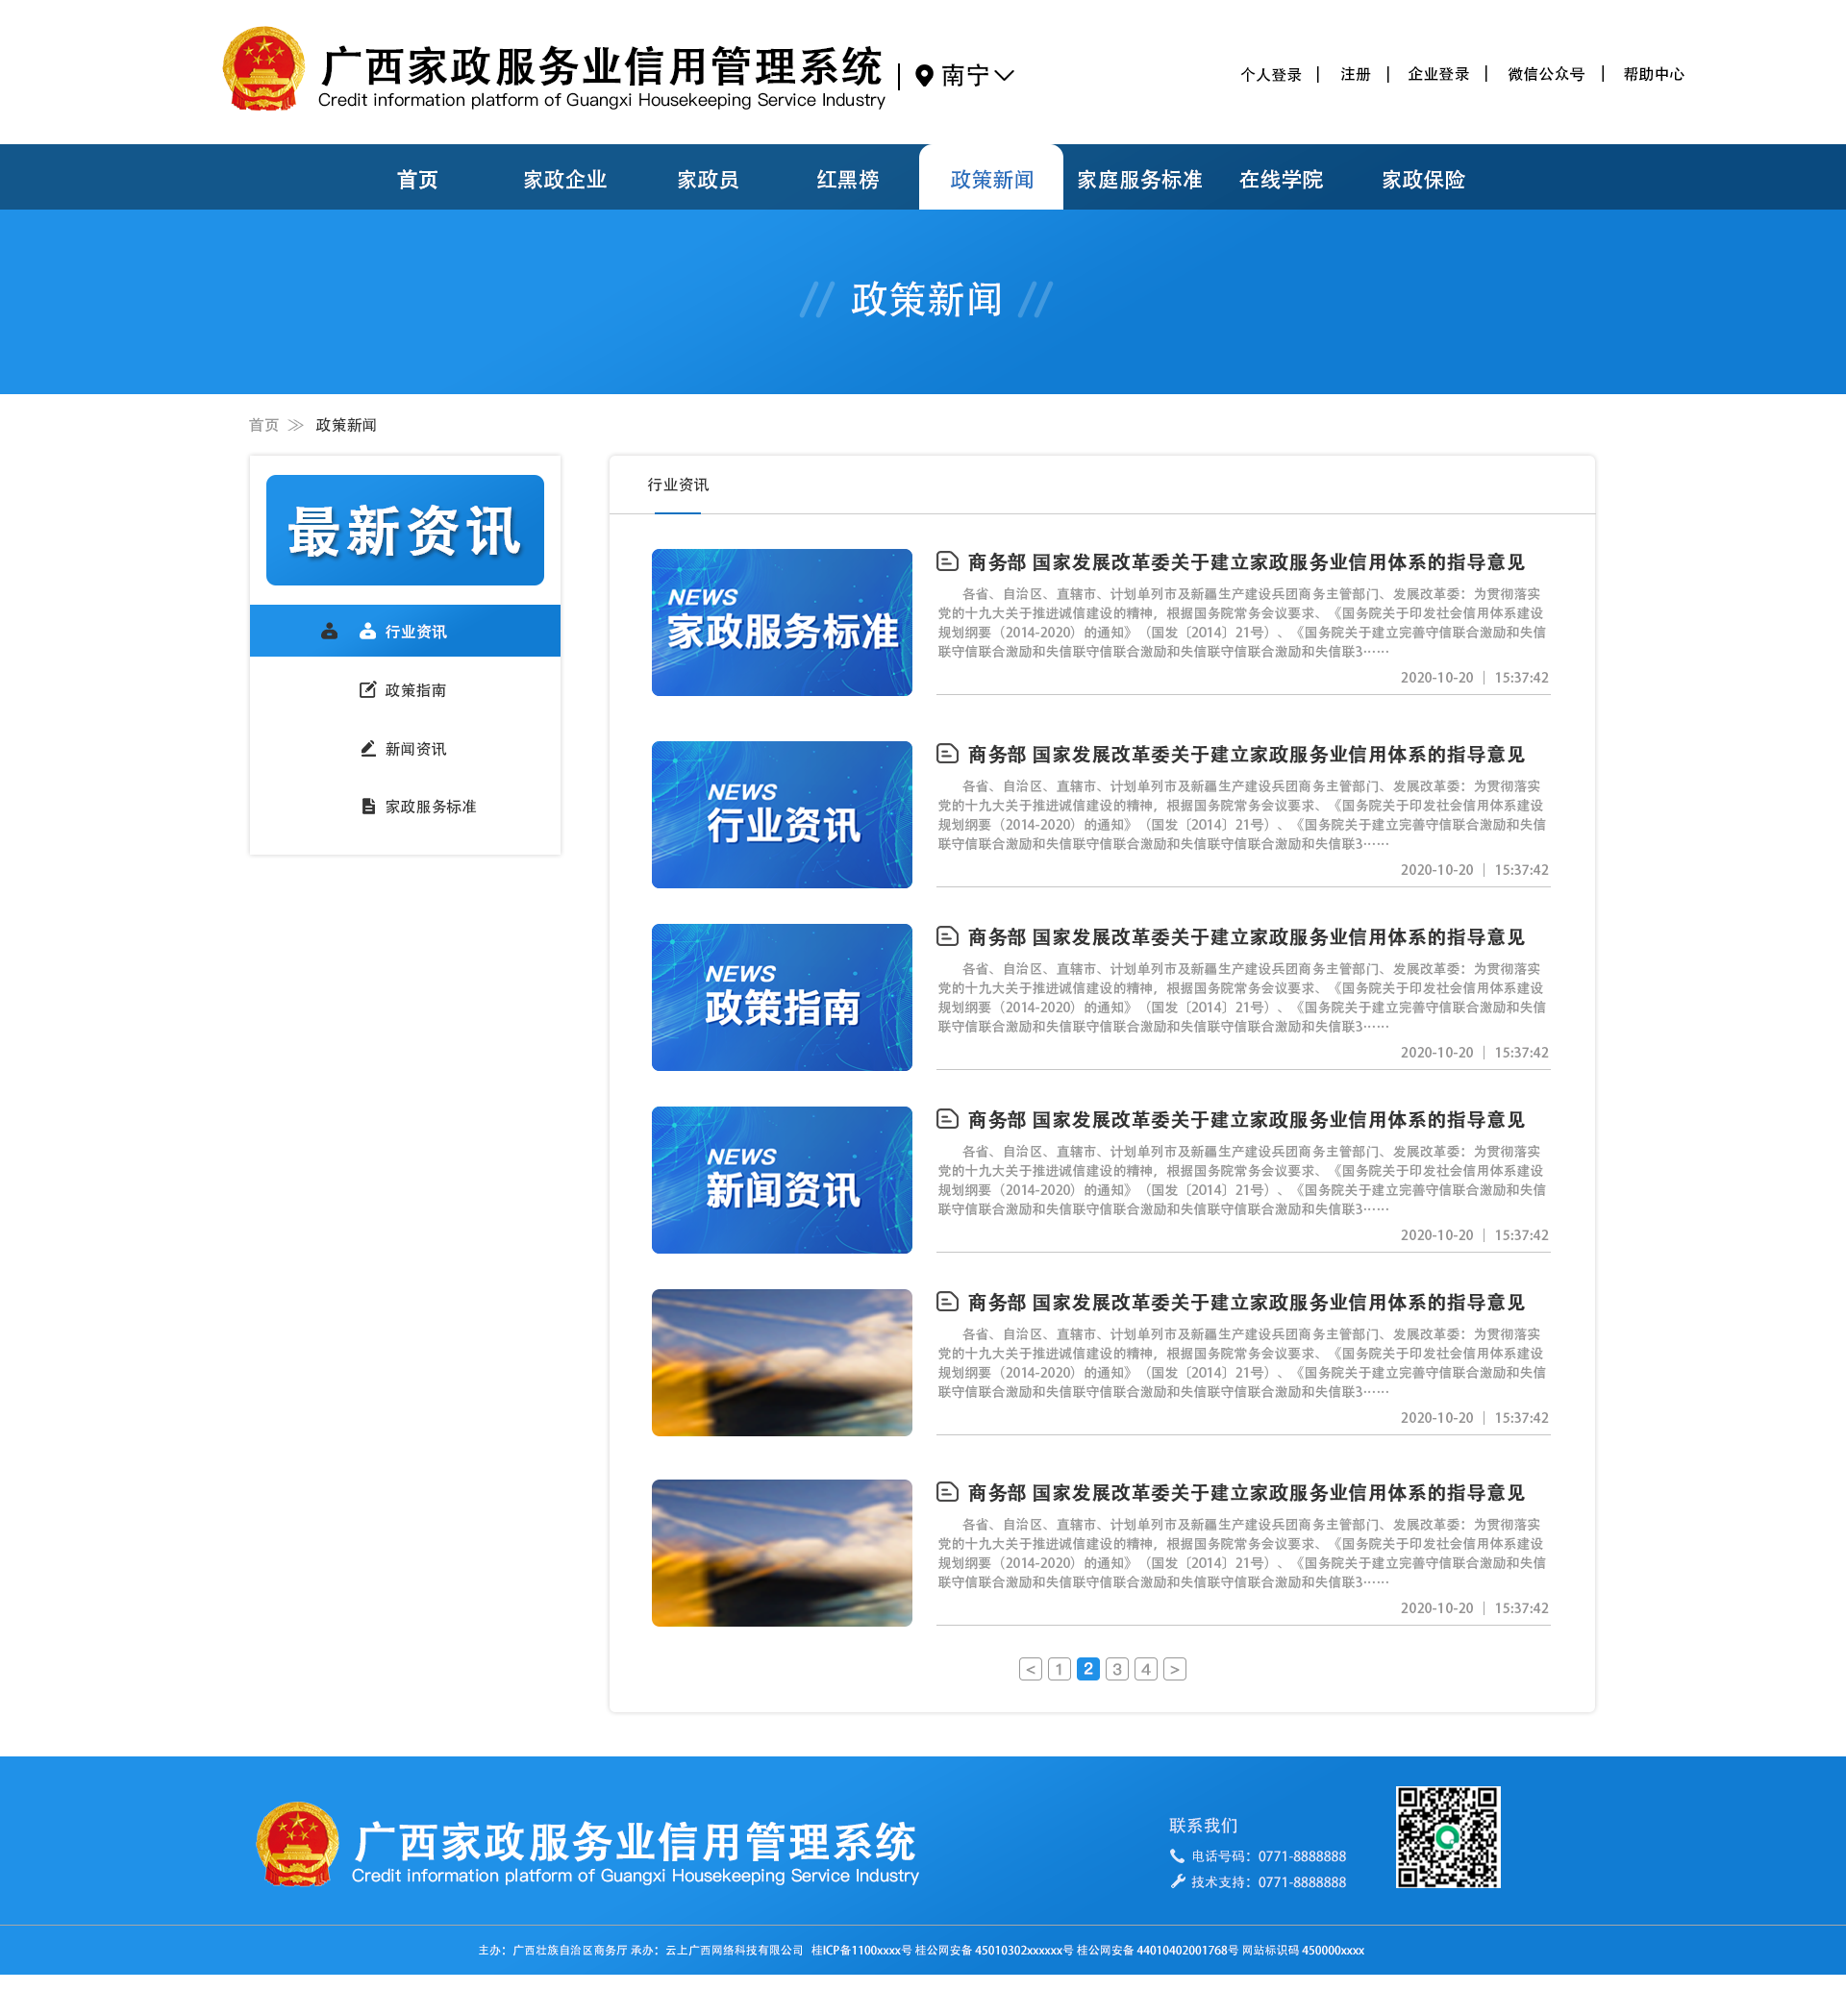 广西家政服务业信用管理系统
Credit information platform of Guangxi Housekeeping Service Industry
南宁
个人登录 | 注册 | 企业登录 | 微信公众号 | 帮助中心
首页 家政企业 家政员 红黑榜 政策新闻 家庭服务标准 在线学院 家政保险
// 政策新闻 //
首页 ≫ 政策新闻
最新资讯
行业资讯
政策指南
新闻资讯
家政服务标准
行业资讯
NEWS
家政服务标准
商务部 国家发展改革委关于建立家政服务业信用体系的指导意见
各省、自治区、直辖市、计划单列市及新疆生产建设兵团商务主管部门、发展改革委：为贯彻落实
党的十九大关于推进诚信建设的精神，根据国务院常务会议要求、《国务院关于印发社会信用体系建设
规划纲要（2014-2020）的通知》（国发〔2014〕21号）、《国务院关于建立完善守信联合激励和失信
联守信联合激励和失信联守信联合激励和失信联守信联合激励和失信联3……
2020-10-20 | 15:37:42
NEWS
行业资讯
商务部 国家发展改革委关于建立家政服务业信用体系的指导意见
各省、自治区、直辖市、计划单列市及新疆生产建设兵团商务主管部门、发展改革委：为贯彻落实
党的十九大关于推进诚信建设的精神，根据国务院常务会议要求、《国务院关于印发社会信用体系建设
规划纲要（2014-2020）的通知》（国发〔2014〕21号）、《国务院关于建立完善守信联合激励和失信
联守信联合激励和失信联守信联合激励和失信联守信联合激励和失信联3……
2020-10-20 | 15:37:42
NEWS
政策指南
商务部 国家发展改革委关于建立家政服务业信用体系的指导意见
各省、自治区、直辖市、计划单列市及新疆生产建设兵团商务主管部门、发展改革委：为贯彻落实
党的十九大关于推进诚信建设的精神，根据国务院常务会议要求、《国务院关于印发社会信用体系建设
规划纲要（2014-2020）的通知》（国发〔2014〕21号）、《国务院关于建立完善守信联合激励和失信
联守信联合激励和失信联守信联合激励和失信联守信联合激励和失信联3……
2020-10-20 | 15:37:42
NEWS
新闻资讯
商务部 国家发展改革委关于建立家政服务业信用体系的指导意见
各省、自治区、直辖市、计划单列市及新疆生产建设兵团商务主管部门、发展改革委：为贯彻落实
党的十九大关于推进诚信建设的精神，根据国务院常务会议要求、《国务院关于印发社会信用体系建设
规划纲要（2014-2020）的通知》（国发〔2014〕21号）、《国务院关于建立完善守信联合激励和失信
联守信联合激励和失信联守信联合激励和失信联守信联合激励和失信联3……
2020-10-20 | 15:37:42
商务部 国家发展改革委关于建立家政服务业信用体系的指导意见
各省、自治区、直辖市、计划单列市及新疆生产建设兵团商务主管部门、发展改革委：为贯彻落实
党的十九大关于推进诚信建设的精神，根据国务院常务会议要求、《国务院关于印发社会信用体系建设
规划纲要（2014-2020）的通知》（国发〔2014〕21号）、《国务院关于建立完善守信联合激励和失信
联守信联合激励和失信联守信联合激励和失信联守信联合激励和失信联3……
2020-10-20 | 15:37:42
商务部 国家发展改革委关于建立家政服务业信用体系的指导意见
各省、自治区、直辖市、计划单列市及新疆生产建设兵团商务主管部门、发展改革委：为贯彻落实
党的十九大关于推进诚信建设的精神，根据国务院常务会议要求、《国务院关于印发社会信用体系建设
规划纲要（2014-2020）的通知》（国发〔2014〕21号）、《国务院关于建立完善守信联合激励和失信
联守信联合激励和失信联守信联合激励和失信联守信联合激励和失信联3……
2020-10-20 | 15:37:42
< 1 2 3 4 >
广西家政服务业信用管理系统
Credit information platform of Guangxi Housekeeping Service Industry
联系我们
电话号码：0771-8888888
技术支持：0771-8888888
主办：广西壮族自治区商务厅 承办：云上广西网络科技有限公司 桂ICP备1100xxxx号 桂公网安备 45010302xxxxxx号 桂公网安备 44010402001768号 网站标识码 450000xxxx